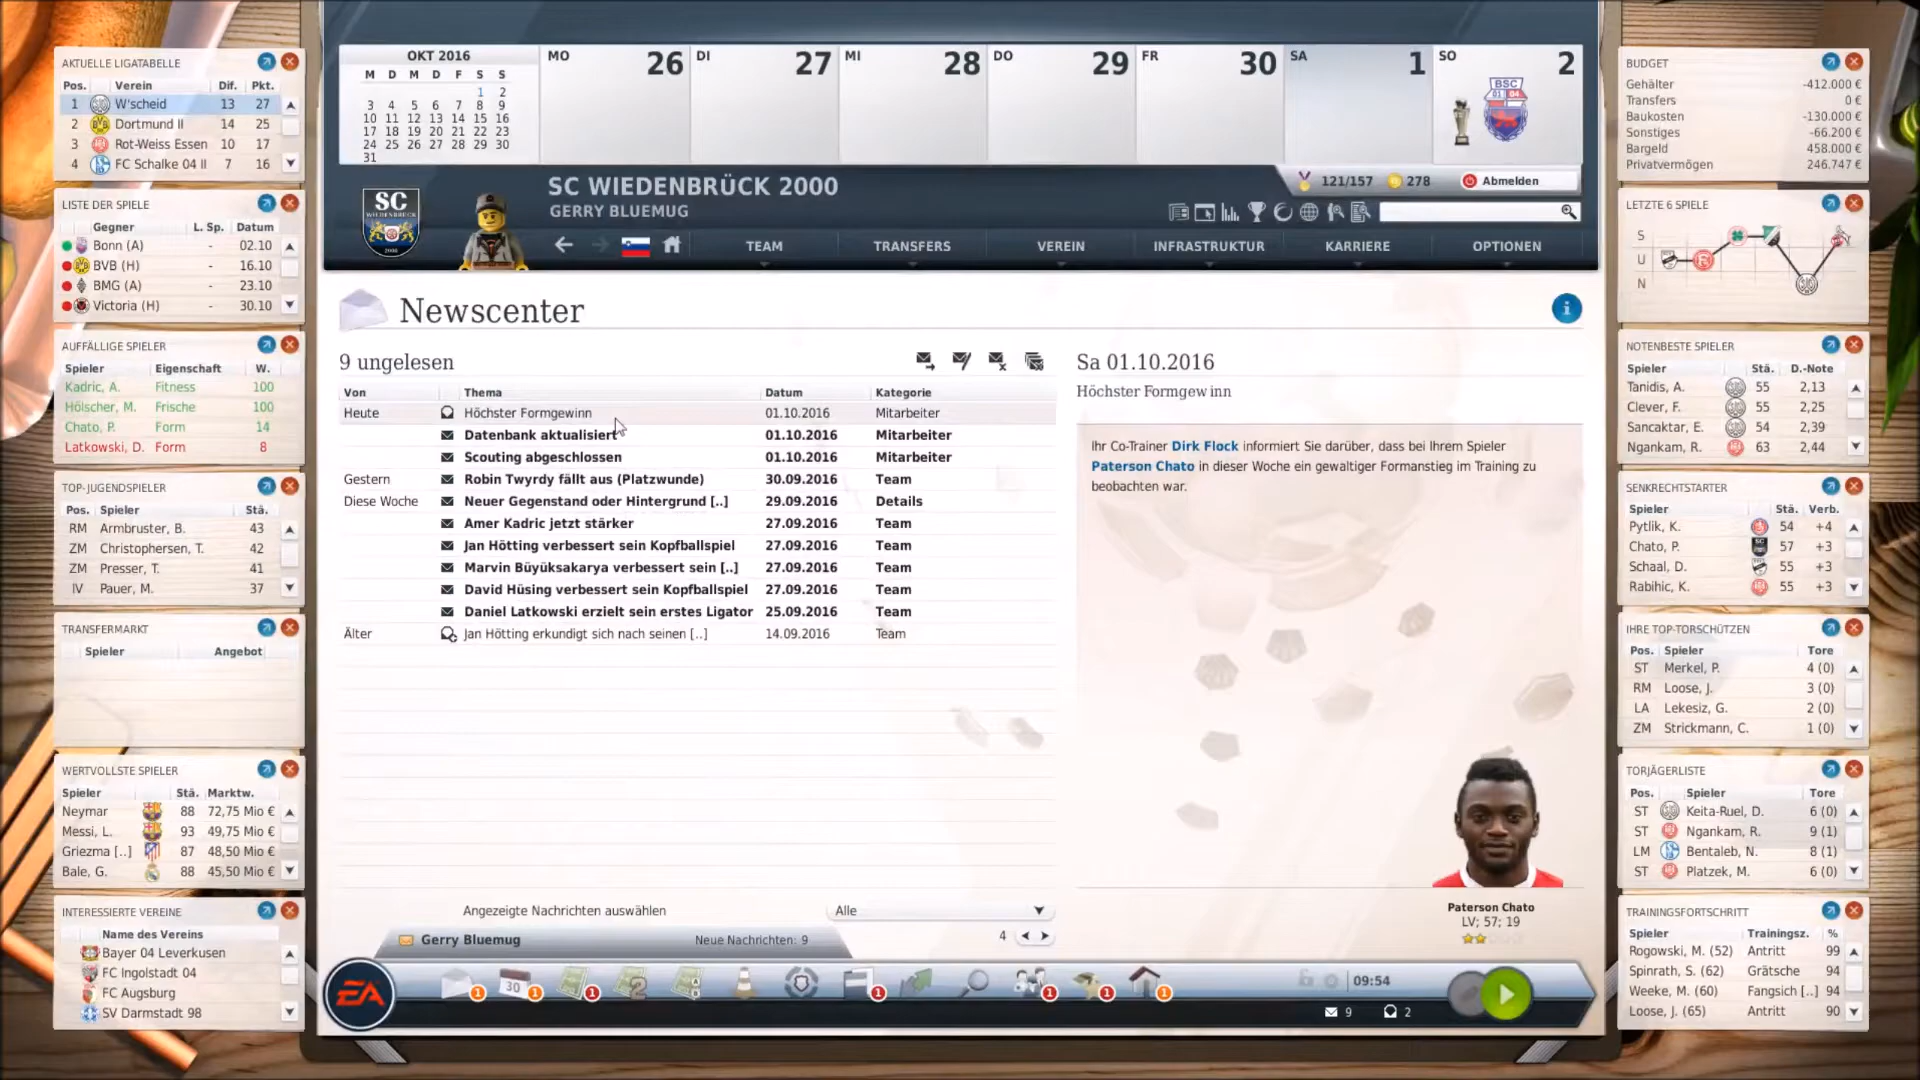 AKTUELLE LIGATABELLE
Pos. Verein Dif. Pkt.
1 W'scheid 13 27
2 Dortmund II 14 25
3 Rot-Weiss Essen 10 17
4 FC Schalke 04 II 7 16
LISTE DER SPIELE
Gegner L. Sp. Datum
Bonn (A) - 02.10
BVB (H) - 16.10
BMG (A) - 23.10
Victoria (H) - 30.10
AUFFÄLLIGE SPIELER
Spieler Eigenschaft W.
Kadric, A. Fitness 100
Hölscher, M. Frische 100
Chato, P. Form 14
Latkowski, D. Form 8
TOP-JUGENDSPIELER
Pos. Spieler Stä.
RM Armbruster, B. 43
ZM Christophersen, T. 42
ZM Presser, T. 41
IV Pauer, M. 37
TRANSFERMARKT
Spieler Angebot
WERTVOLLSTE SPIELER
Spieler Stä. Marktw.
Neymar 88 72,75 Mio €
Messi, L. 93 49,75 Mio €
Griezma [..] 87 48,50 Mio €
Bale, G. 88 45,50 Mio €
INTERESSIERTE VEREINE
Name des Vereins
Bayer 04 Leverkusen
FC Ingolstadt 04
FC Augsburg
SV Darmstadt 98
OKT 2016
M D M D F S S
1 2
3 4 5 6 7 8 9
10 11 12 13 14 15 16
17 18 19 20 21 22 23
24 25 26 27 28 29 30
31
MO 26 DI 27 MI 28 DO 29 FR 30 SA 1 SO 2
BSC
01 04
121/157 278 Abmelden
SC WIEDENBRÜCK 2000
GERRY BLUEMUG
SC
WIEDENBRÜCK
2000
TEAM TRANSFERS VEREIN INFRASTRUKTUR KARRIERE OPTIONEN
Newscenter
i
9 ungelesen
Von Thema Datum Kategorie
Heute Höchster Formgewinn 01.10.2016 Mitarbeiter
Datenbank aktualisiert 01.10.2016 Mitarbeiter
Scouting abgeschlossen 01.10.2016 Mitarbeiter
Gestern Robin Twyrdy fällt aus (Platzwunde) 30.09.2016 Team
Diese Woche Neuer Gegenstand oder Hintergrund [..] 29.09.2016 Details
Amer Kadric jetzt stärker 27.09.2016 Team
Jan Hötting verbessert sein Kopfballspiel 27.09.2016 Team
Marvin Büyüksakarya verbessert sein [..] 27.09.2016 Team
David Hüsing verbessert sein Kopfballspiel 27.09.2016 Team
Daniel Latkowski erzielt sein erstes Ligator 25.09.2016 Team
Älter Jan Hötting erkundigt sich nach seinen [..] 14.09.2016 Team
Angezeigte Nachrichten auswählen Alle
Gerry Bluemug Neue Nachrichten: 9 4
Sa 01.10.2016
Höchster Formgewinn
Ihr Co-Trainer Dirk Flock informiert Sie darüber, dass bei Ihrem Spieler
Paterson Chato in dieser Woche ein gewaltiger Formanstieg im Training zu
beobachten war.
Paterson Chato
LV; 57; 19
EA
1 30 1 1 2 1 1 1 1
09:54
9 2
BUDGET
Gehälter -412.000 €
Transfers 0 €
Baukosten -130.000 €
Sonstiges -66.200 €
Bargeld 458.000 €
Privatvermögen 246.747 €
LETZTE 6 SPIELE
S
U
N
NOTENBESTE SPIELER
Spieler Stä. D.-Note
Tanidis, A. 55 2,13
Clever, F. 55 2,25
Sancaktar, E. 54 2,39
Ngankam, R. 63 2,44
SENKRECHTSTARTER
Spieler Stä. Verb.
Pytlik, K. 54 +4
Chato, P. 57 +3
Schaal, D. 55 +3
Rabihic, K. 55 +3
IHRE TOP-TORSCHÜTZEN
Pos. Spieler Tore
ST Merkel, P. 4 (0)
RM Loose, J. 3 (0)
LA Lekesiz, G. 2 (0)
ZM Strickmann, C. 1 (0)
TORJÄGERLISTE
Pos. Spieler Tore
ST Keita-Ruel, D. 6 (0)
ST Ngankam, R. 9 (1)
LM Bentaleb, N. 8 (1)
ST Platzek, M. 6 (0)
TRAININGSFORTSCHRITT
Spieler Trainingsz. %
Rogowski, M. (52) Antritt 99
Spinrath, S. (62) Grätsche 94
Weeke, M. (60) Fangsich [..] 94
Loose, J. (65) Antritt 90